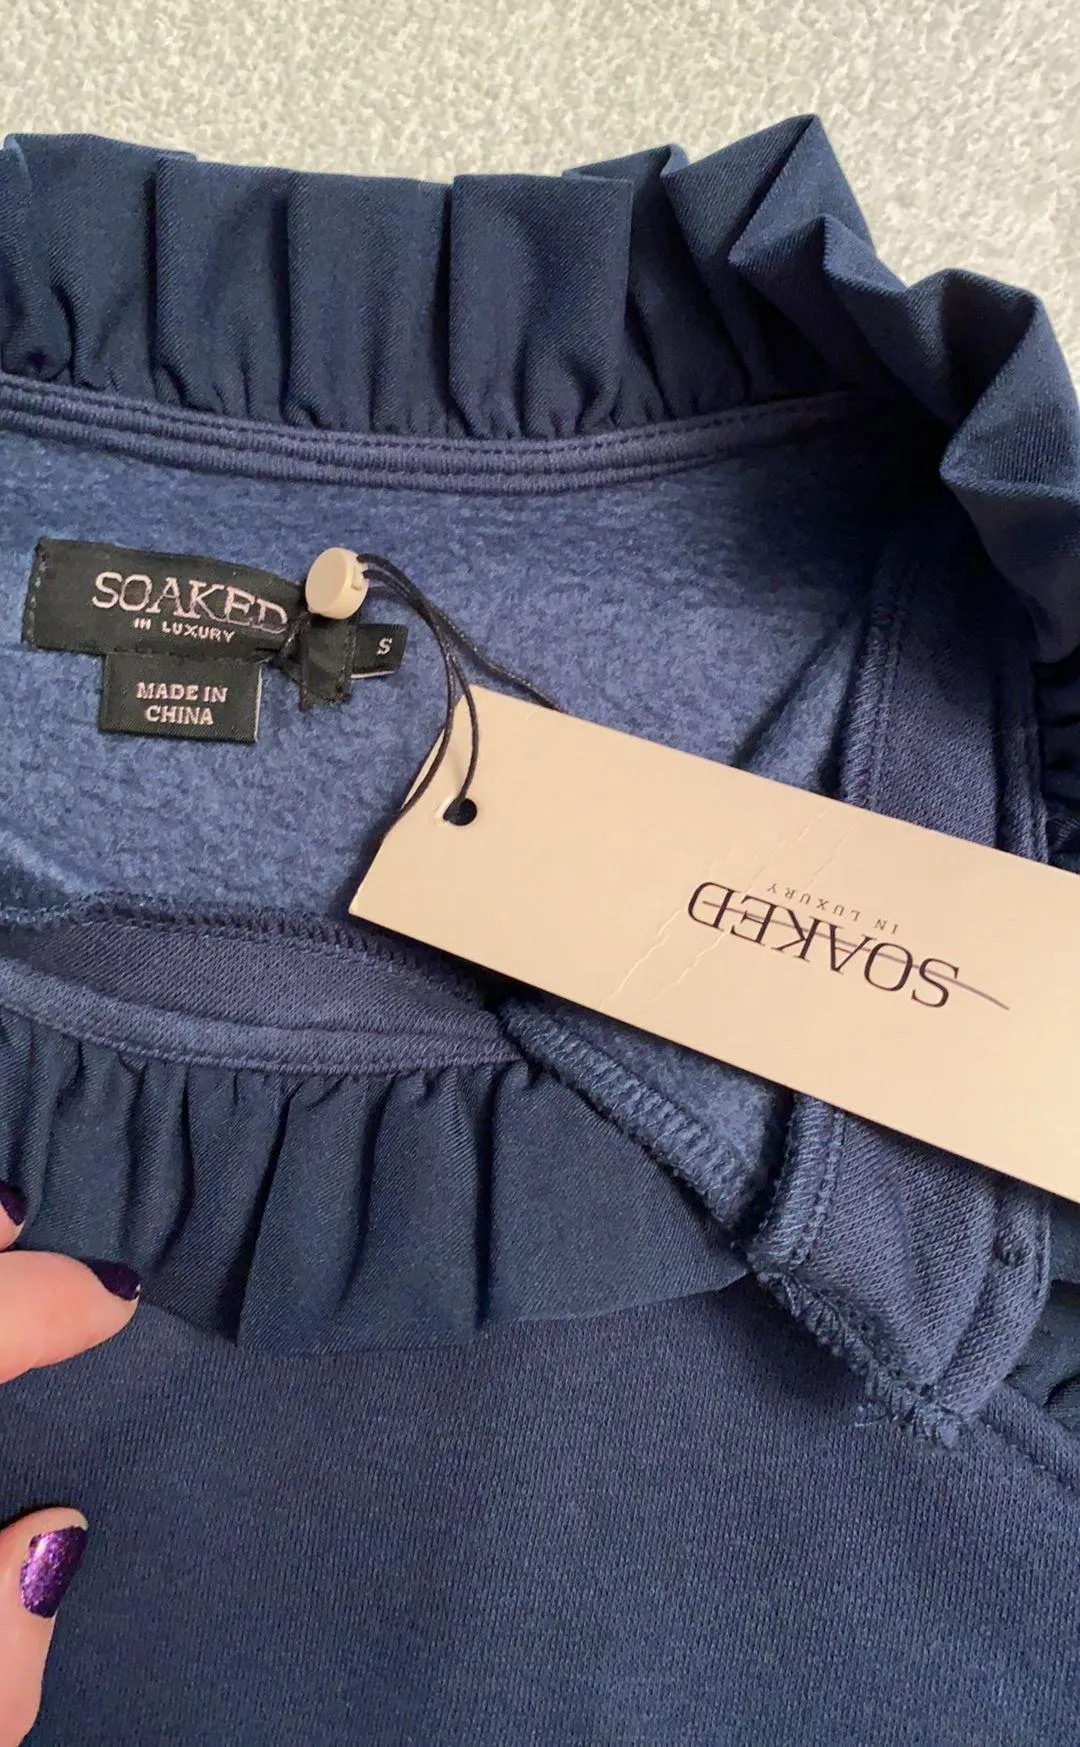 SOAKED
IN LUXURY
S
MADE IN
CHINA
SOAKED
IN LUXURY